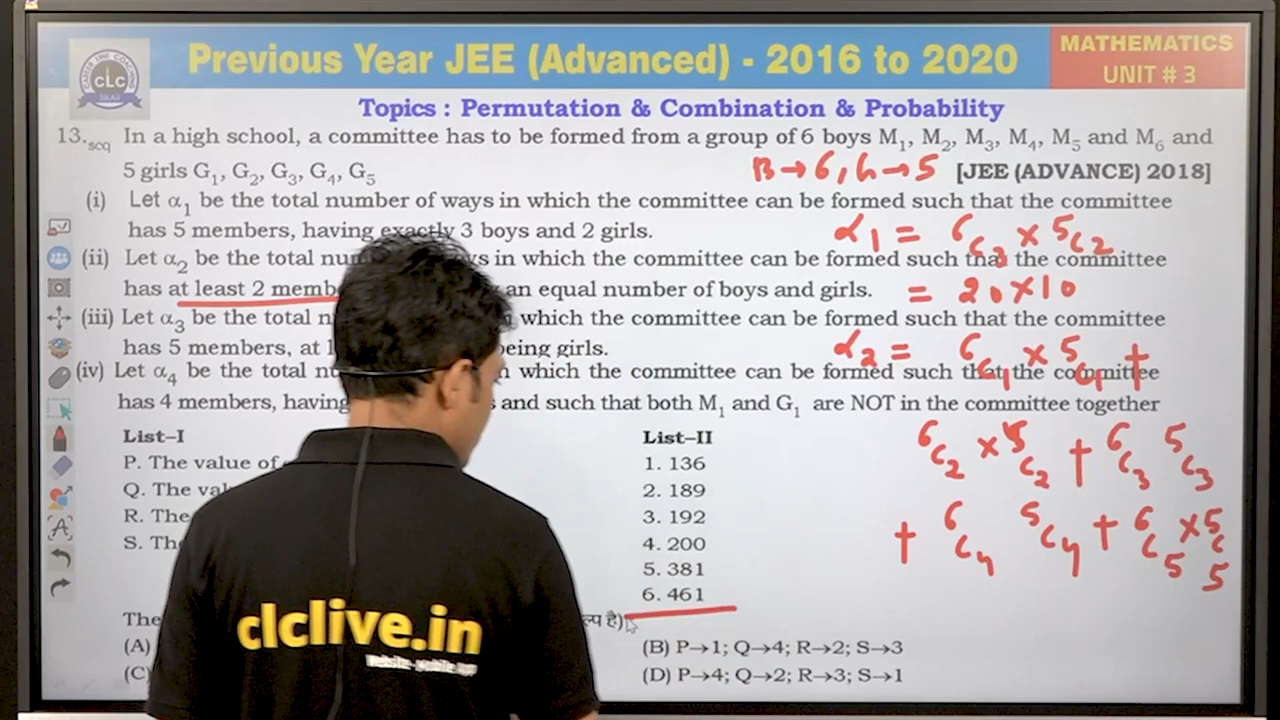 Previous Year JEE (Advanced) - 2016 to 2020
MATHEMATICS
UNIT # 3
CLC
Topics : Permutation & Combination & Probability
13.scq In a high school, a committee has to be formed from a group of 6 boys M₁, M₂, M₃, M₄, M₅ and M₆ and
5 girls G₁, G₂, G₃, G₄, G₅
B→6, G→5 [JEE (ADVANCE) 2018]
(i) Let α₁ be the total number of ways in which the committee can be formed such that the committee
has 5 members, having exactly 3 boys and 2 girls.
α₁ = ⁶C₃ × ⁵C₂
(ii) Let α₂ be the total in which the committee can be formed such that the committee
has at least 2 an equal number of boys and girls.
= 20×10
(iii) Let α₃ be the total which the committee can be formed such that the committee
has 5 members, at being girls.
α₂ = ⁶C₁ × ⁵C₁ +
(iv) Let α₄ be the total which the committee can be formed such that the committee
has 4 members, having and such that both M₁ and G₁ are NOT in the committee together
⁶C₂ × ⁵C₂ + ⁶C₃ ⁵C₃
+ ⁶C₄ ⁵C₄ + ⁶C₅ × ⁵C₅
List–I List–II
P. The value of 1. 136
Q. The 2. 189
R. The 3. 192
S. 4. 200
5. 381
6. 461
है)
(A) (B) P→1; Q→4; R→2; S→3
(C) (D) P→4; Q→2; R→3; S→1
clclive.in